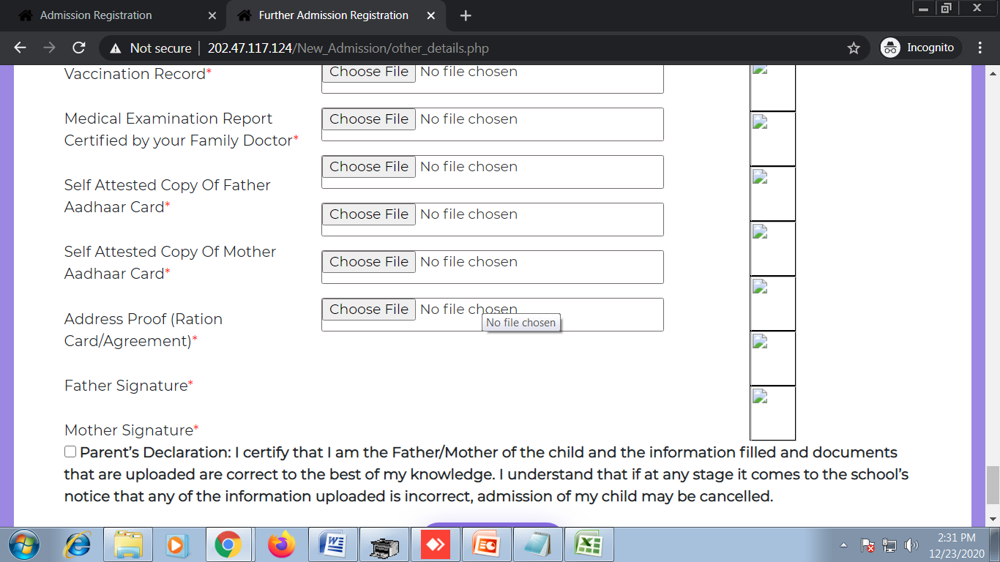 Admission Registration
Further Admission Registration
Not secure
202.47.117.124/New_Admission/other_details.php
Incognito
Vaccination Record*
Choose File No file chosen
Medical Examination Report
Certified by your Family Doctor*
Choose File No file chosen
Self Attested Copy Of Father
Aadhaar Card*
Choose File No file chosen
Self Attested Copy Of Mother
Aadhaar Card*
Choose File No file chosen
Address Proof (Ration
Card/Agreement)*
Choose File No file chosen
Father Signature*
Choose File No file chosen
No file chosen
Mother Signature*
Parent’s Declaration: I certify that I am the Father/Mother of the child and the information filled and documents
that are uploaded are correct to the best of my knowledge. I understand that if at any stage it comes to the school’s
notice that any of the information uploaded is incorrect, admission of my child may be cancelled.
2:31 PM
12/23/2020